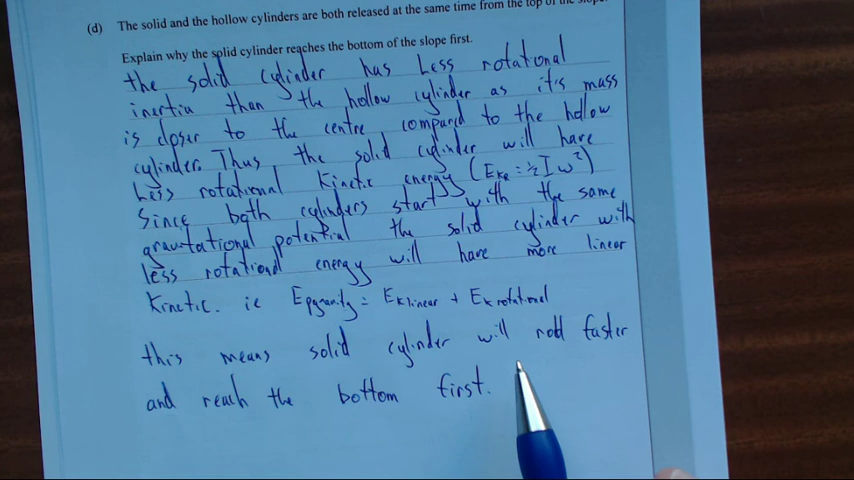 (d) The solid and the hollow cylinders are both released at the same time from the top of the slope.
Explain why the solid cylinder reaches the bottom of the slope first.
the solid cylinder has Less rotational
inertia than the hollow cylinder as it's mass
is closer to the centre compared to the hollow
cylinder. Thus, the solid cylinder will have
Less rotational Kinetic energy (EKR = ½ I ω²)
Since both cylinders start with the same
gravitational potential the solid cylinder with
less rotational energy will have more linear
Kinetic. ie Epgravity = EKlinear + EKrotational
this means solid cylinder will roll faster
and reach the bottom first.